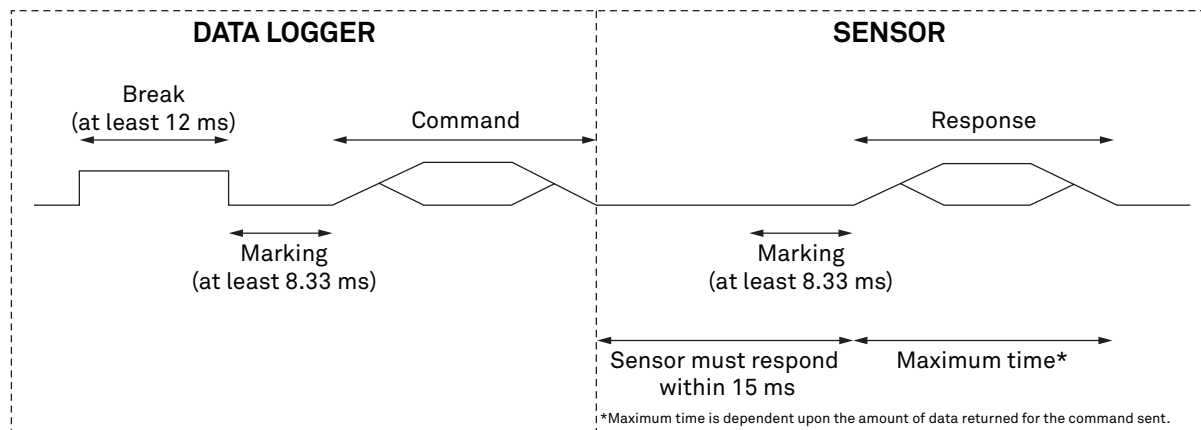 DATA LOGGER
SENSOR
Break
(at least 12 ms)
Command
Response
Marking
(at least 8.33 ms)
Marking
(at least 8.33 ms)
Sensor must respond
within 15 ms
Maximum time*
*Maximum time is dependent upon the amount of data returned for the command sent.